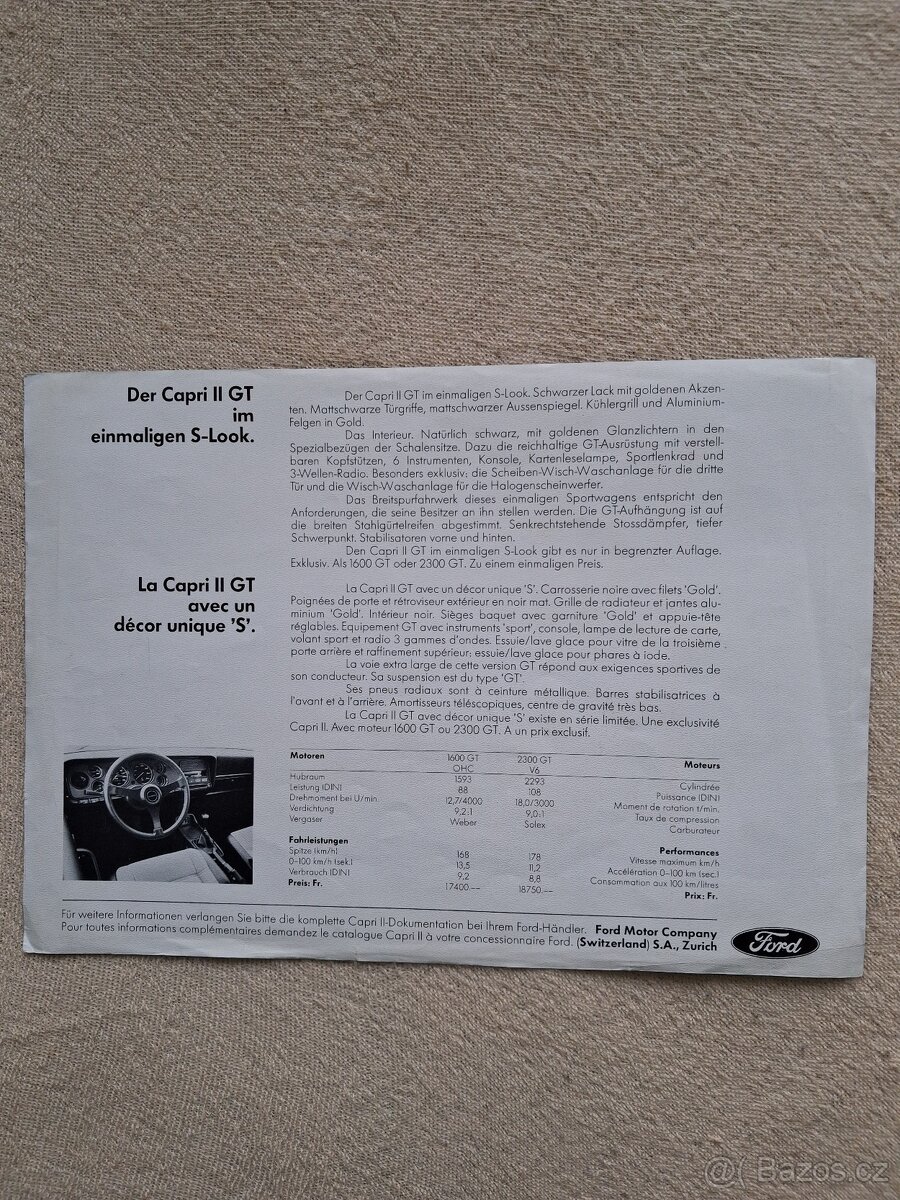 Der Capri II GT
im
einmaligen S-Look.
Der Capri II GT im einmaligen S-Look. Schwarzer Lack mit goldenen Akzen-
ten. Mattschwarze Türgriffe, mattschwarzer Aussenspiegel. Kühlergrill und Aluminium-
Felgen in Gold.
Das Interieur. Natürlich schwarz, mit goldenen Glanzlichtern in den
Spezialbezügen der Schalensitze. Dazu die reichhaltige GT-Ausrüstung mit verstell-
baren Kopfstützen, 6 Instrumenten, Konsole, Kartenleselampe, Sportlenkrad und
3-Wellen-Radio. Besonders exklusiv: die Scheiben-Wisch-Waschanlage für die dritte
Tür und die Wisch-Waschanlage für die Halogenscheinwerfer.
Das Breitspurfahrwerk dieses einmaligen Sportwagens entspricht den
Anforderungen, die seine Besitzer an ihn stellen werden. Die GT-Aufhängung ist auf
die breiten Stahlgürtelreifen abgestimmt. Senkrechtstehende Stossdämpfer, tiefer
Schwerpunkt. Stabilisatoren vorne und hinten.
Den Capri II GT im einmaligen S-Look gibt es nur in begrenzter Auflage.
Exklusiv. Als 1600 GT oder 2300 GT. Zu einem einmaligen Preis.
La Capri II GT
avec un
décor unique 'S'.
La Capri II GT avec un décor unique 'S'. Carrosserie noire avec filets 'Gold'.
Poignées de porte et rétroviseur extérieur en noir mat. Grille de radiateur et jantes alu-
minium 'Gold'. Intérieur noir. Sièges baquet avec garniture 'Gold' et appuie-tête
réglables. Equipement GT avec instruments 'sport', console, lampe de lecture de carte,
volant sport et radio 3 gammes d'ondes. Essuie/lave glace pour vitre de la troisième
porte arrière et raffinement supérieur: essuie/lave glace pour phares à iode.
La voie extra large de cette version GT répond aux exigences sportives de
son conducteur. Sa suspension est du type 'GT'.
Ses pneus radiaux sont à ceinture métallique. Barres stabilisatrices à
l'avant et à l'arrière. Amortisseurs téléscopiques, centre de gravité très bas.
La Capri II GT avec décor unique 'S' existe en série limitée. Une exclusivité
Capri II. Avec moteur 1600 GT ou 2300 GT. A un prix exclusif.
Motoren 1600 GT 2300 GT Moteurs
OHC V6
Hubraum 1593 2293 Cylindrée
Leistung (DIN) 88 108 Puissance (DIN)
Drehmoment bei U/min. 12,7/4000 18,0/3000 Moment de rotation t/min.
Verdichtung 9,2:1 9,0:1 Taux de compression
Vergaser Weber Solex Carburateur
Fahrleistungen Performances
Spitze (km/h) 168 178 Vitesse maximum km/h
0-100 km/h (sek.) 13,5 11,2 Accélération 0-100 km (sec.)
Verbrauch (DIN) 9,2 8,8 Consommation aux 100 km/litres
Preis: Fr. 17400.-- 18750.-- Prix: Fr.
Für weitere Informationen verlangen Sie bitte die komplette Capri II-Dokumentation bei Ihrem Ford-Händler. Ford Motor Company
Pour toutes informations complémentaires demandez le catalogue Capri II à votre concessionnaire Ford. (Switzerland) S.A., Zurich
Ford
@ Bazos.cz